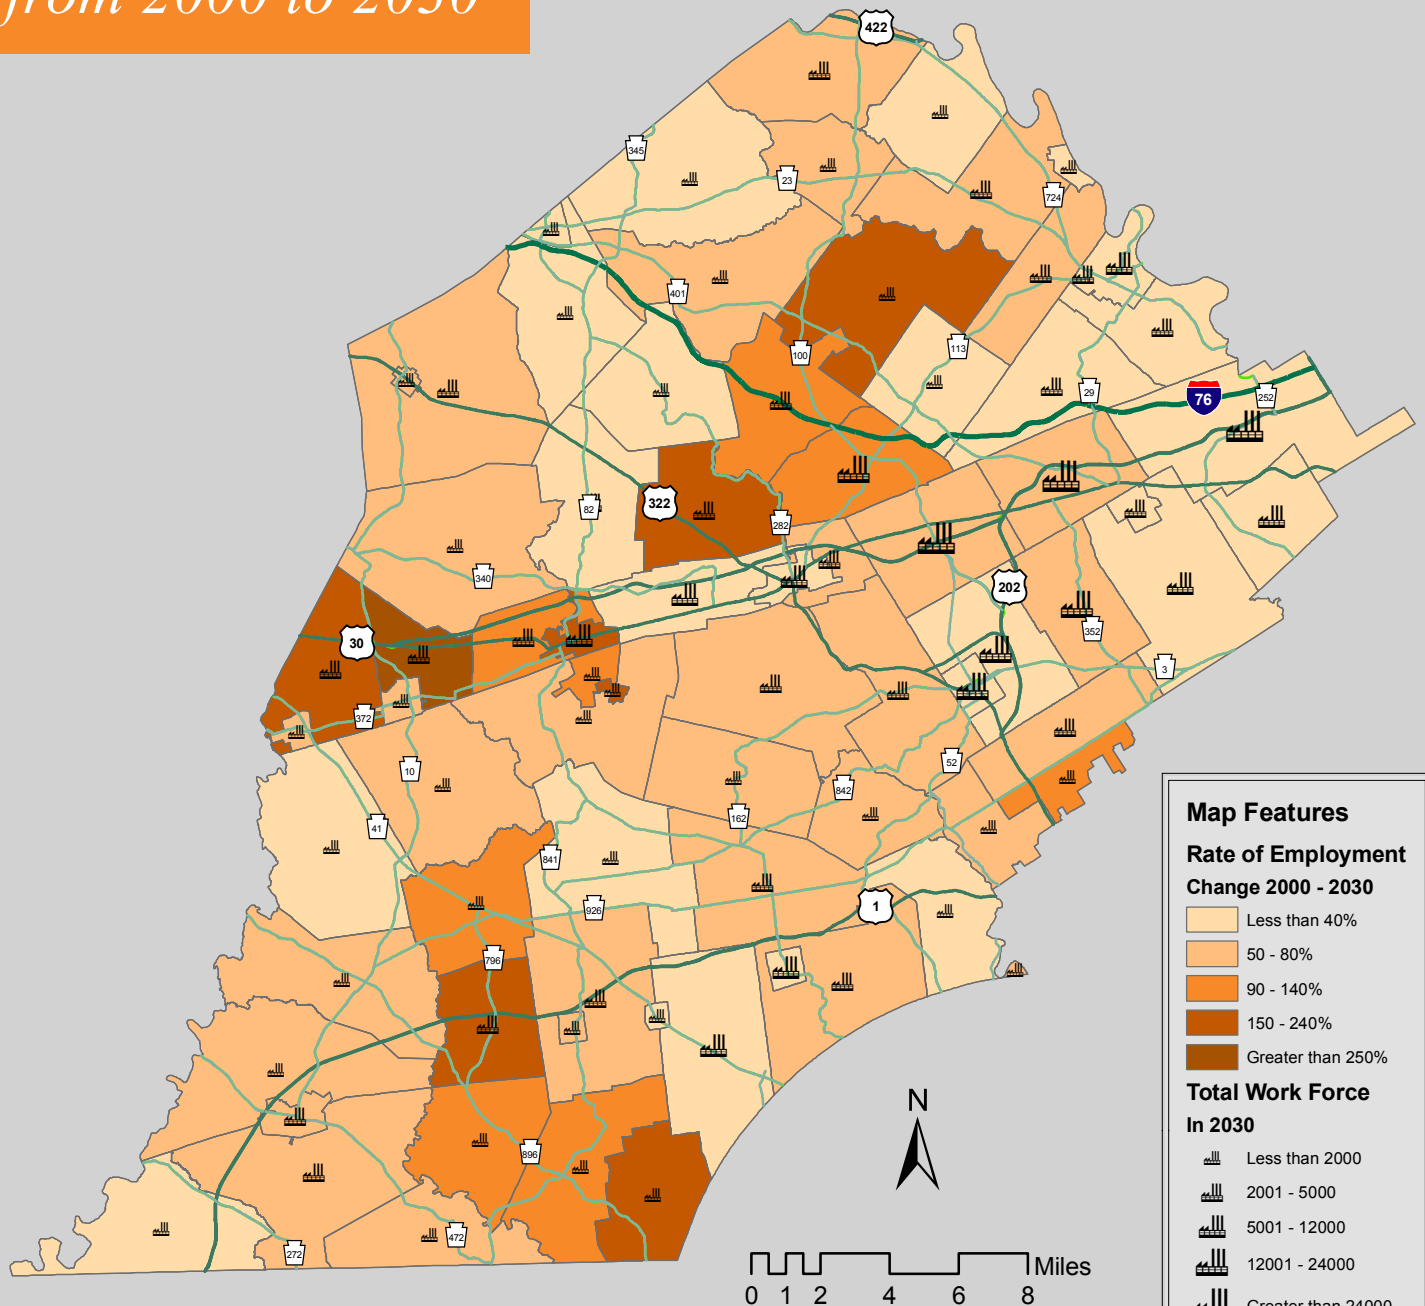 from 2000 to 2030
422
345
23
724
401
100
113
29
76
252
322
82
282
340
202
30
352
3
372
10
52
842
162
41
841
926
1
796
896
472
272
N
Miles
0 1 2 4 6 8
Map Features
Rate of Employment
Change 2000 - 2030
Less than 40%
50 - 80%
90 - 140%
150 - 240%
Greater than 250%
Total Work Force
In 2030
Less than 2000
2001 - 5000
5001 - 12000
12001 - 24000
Greater than 24000